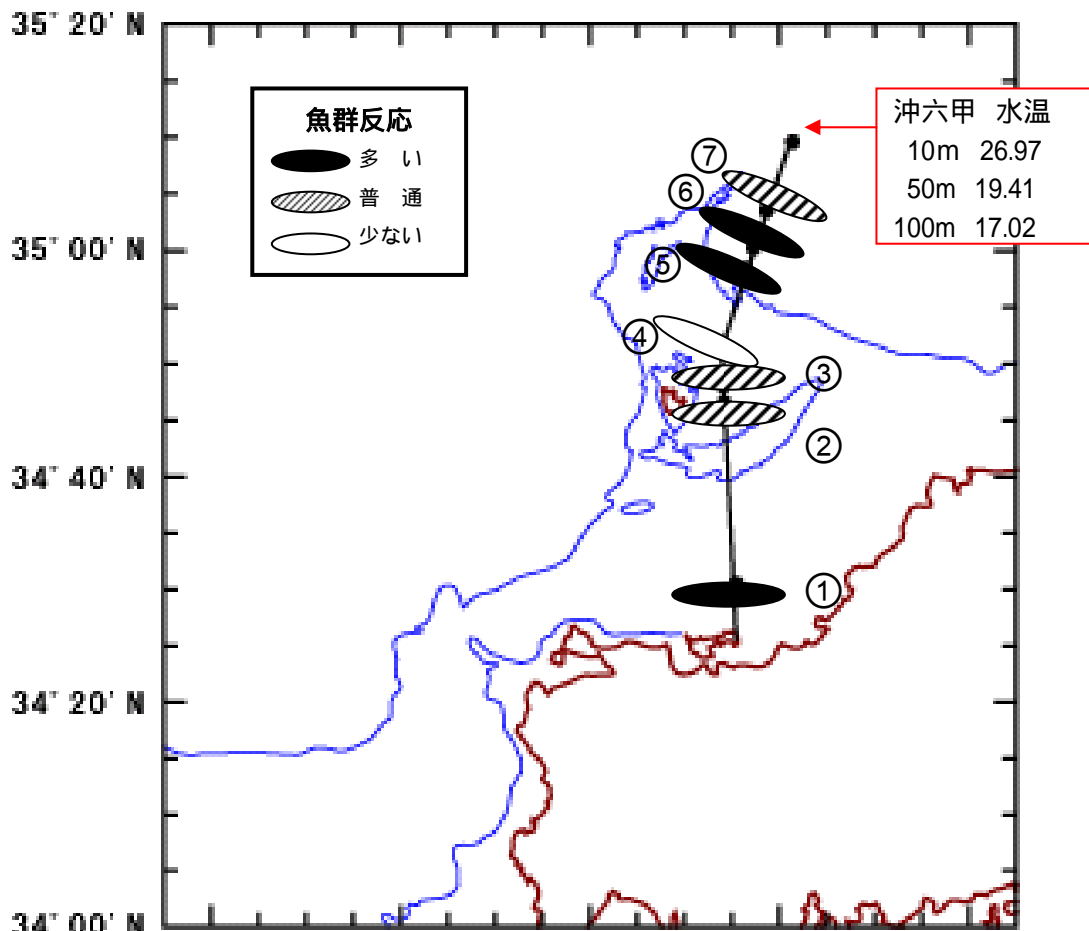 35° 20' N
魚群反応
多 い
普 通
少ない
沖六甲 水温
10m 26.97
50m 19.41
100m 17.02
⑦
⑥
35° 00' N
⑤
④
③
②
34° 40' N
①
34° 20' N
34° 00' N